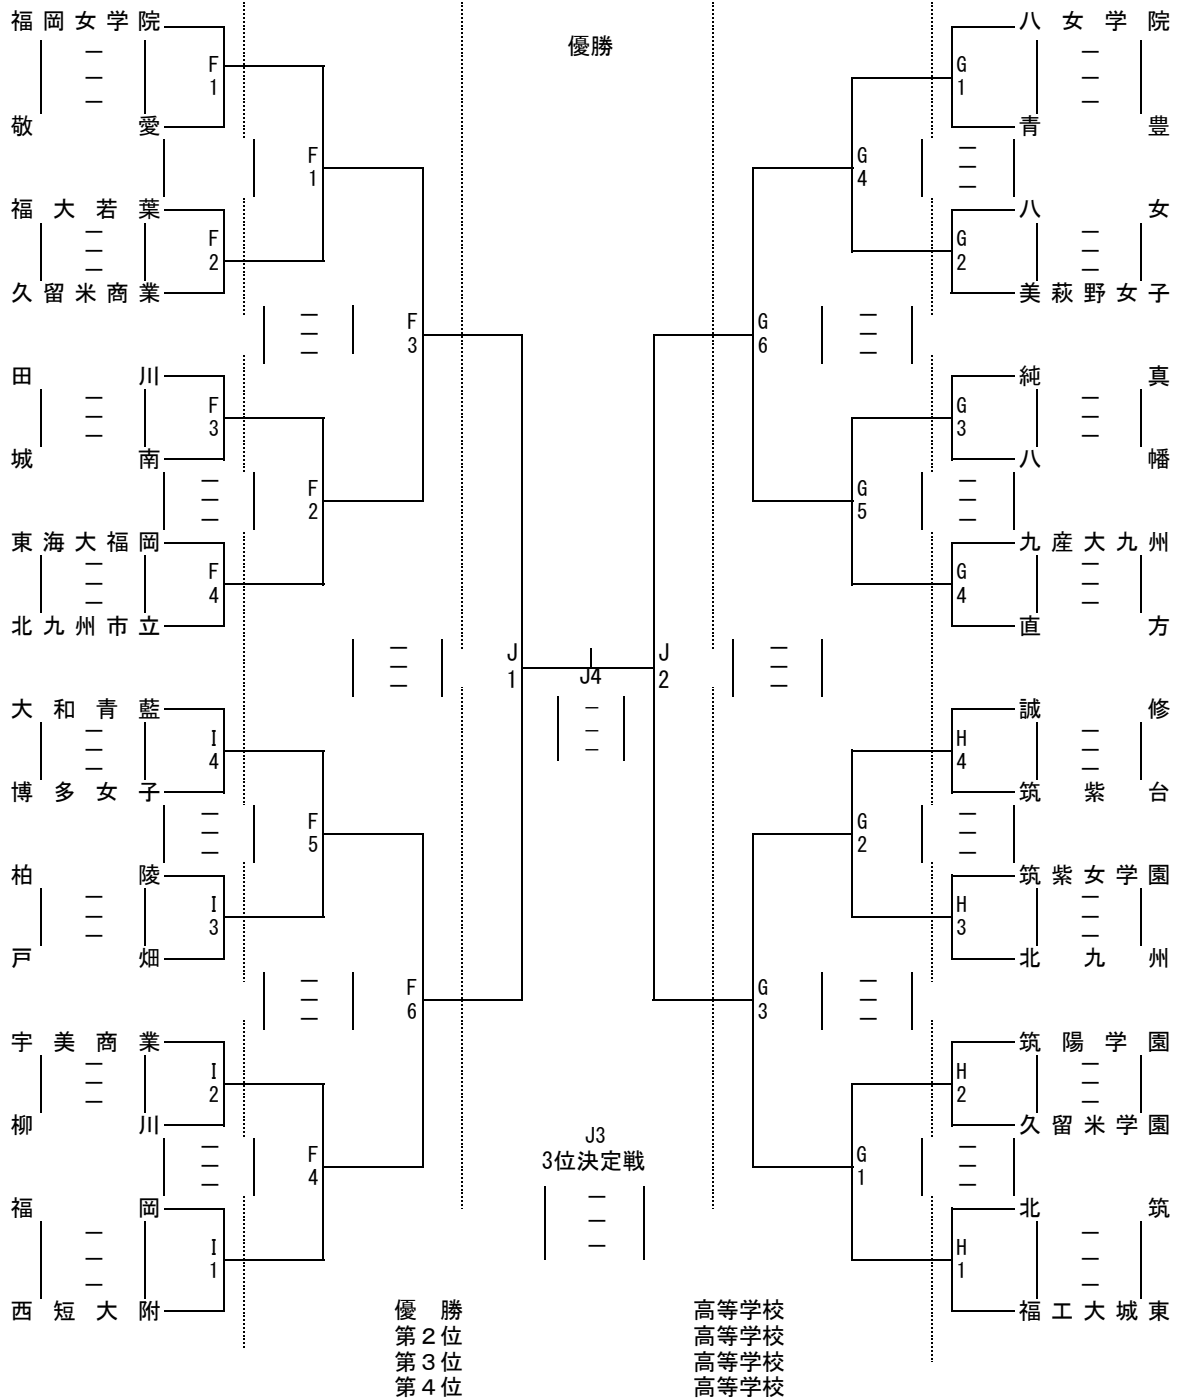 優勝
福岡女学院
F1
敬愛
F1
福大若葉
F2
久留米商業
F3
田川
F3
城南
F2
東海大福岡
F4
北九州市立
J1
大和青藍
I4
博多女子
F5
柏陵
I3
戸畑
F6
宇美商業
I2
柳川
F4
福岡
I1
西短大附
八女学院
G1
青豊
G4
八女
G2
美萩野女子
G6
純真
G3
八幡
G5
九産大九州
G4
直方
J2
誠修
H4
筑紫台
G2
筑紫女学園
H3
北九州
G3
筑陽学園
H2
久留米学園
G1
北筑
H1
福工大城東
J4
J3
3位決定戦
優勝 高等学校
第2位 高等学校
第3位 高等学校
第4位 高等学校